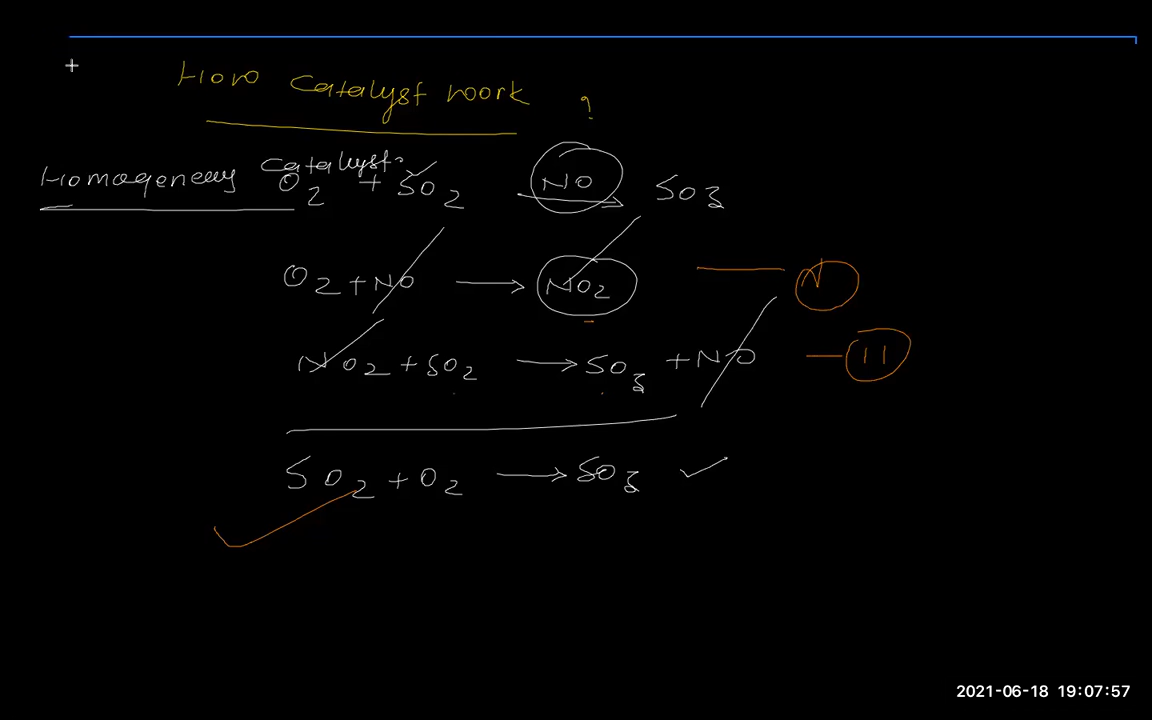 How Catalyst work ?
Homogeneous Catalyst:
O2 + SO2 NO SO3
O2 + NO → NO2
NO2 + SO2 → SO3 + NO — 11
SO2 + O2 → SO3 ✓
2021-06-18 19:07:57